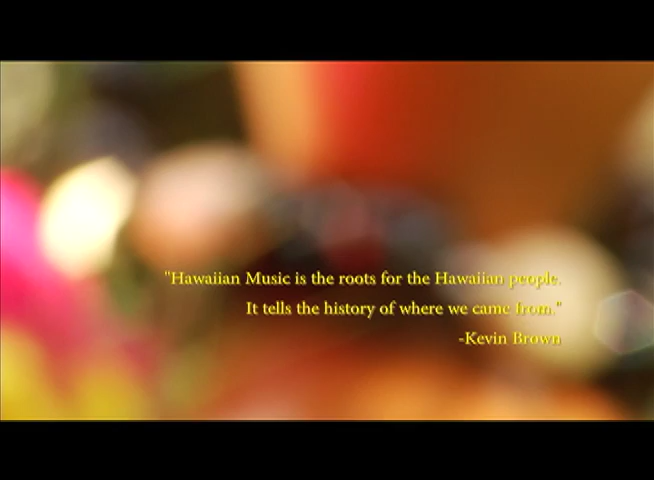 "Hawaiian Music is the roots for the Hawaiian people.
It tells the history of where we came from."
-Kevin Brown